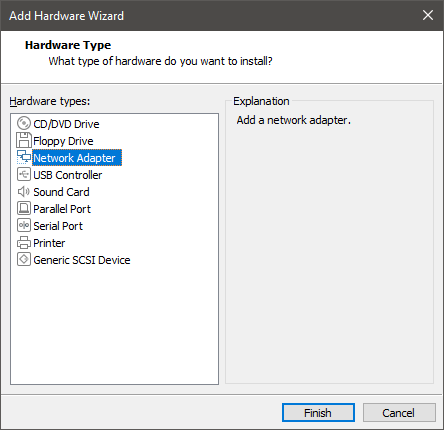 Add Hardware Wizard
Hardware Type
What type of hardware do you want to install?
Hardware types:
CD/DVD Drive
Floppy Drive
Network Adapter
USB Controller
Sound Card
Parallel Port
Serial Port
Printer
Generic SCSI Device
Explanation
Add a network adapter.
Finish
Cancel